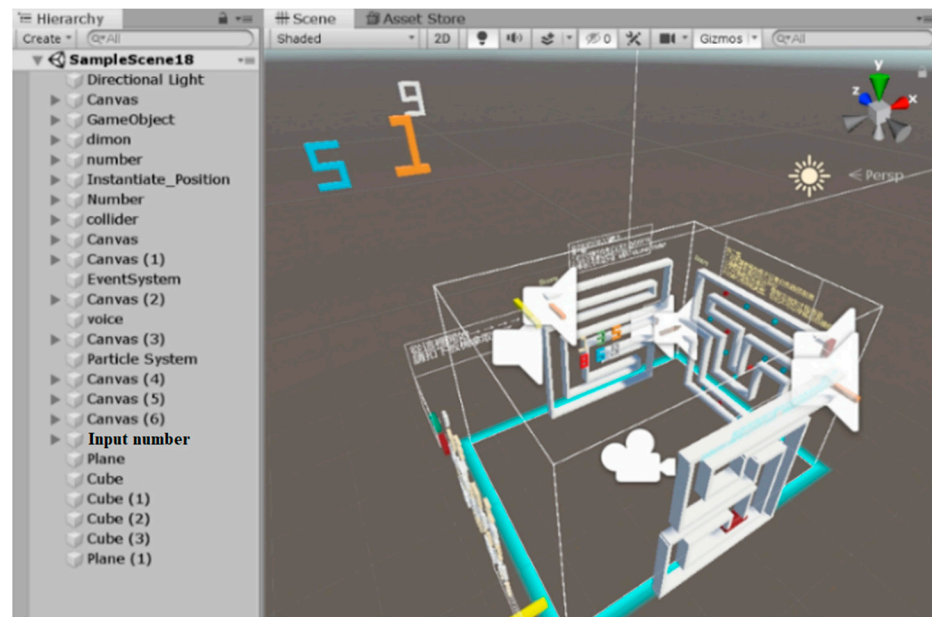 Hierarchy
Create
All
SampleScene18
Directional Light
Canvas
GameObject
dimon
number
Instantiate_Position
Number
collider
Canvas
Canvas (1)
EventSystem
Canvas (2)
voice
Canvas (3)
Particle System
Canvas (4)
Canvas (5)
Canvas (6)
Input number
Plane
Cube
Cube (1)
Cube (2)
Cube (3)
Plane (1)
Scene Asset Store
Shaded 2D 0 Gizmos All
y
z x
Persp
9
5 1